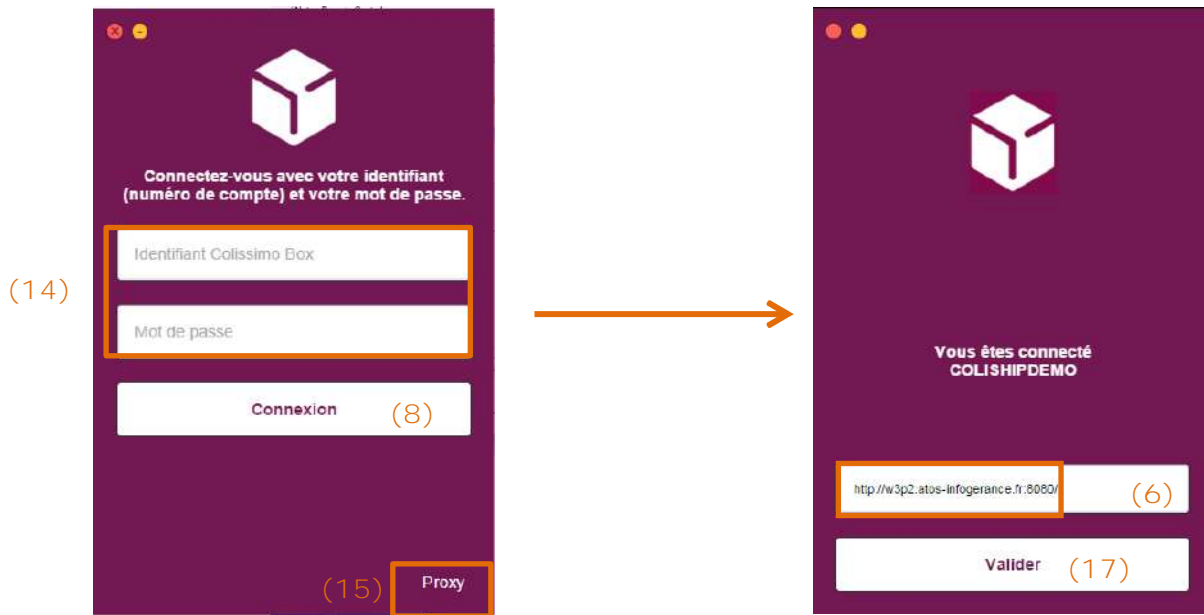 Connectez-vous avec votre identifiant
(numéro de compte) et votre mot de passe.
Identifiant Colissimo Box
(14)
Mot de passe
Connexion (8)
(15) Proxy
Vous êtes connecté
COLISHIPDEMO
http://w3p2.atos-infogerance.fr:8080/ (6)
Valider (17)